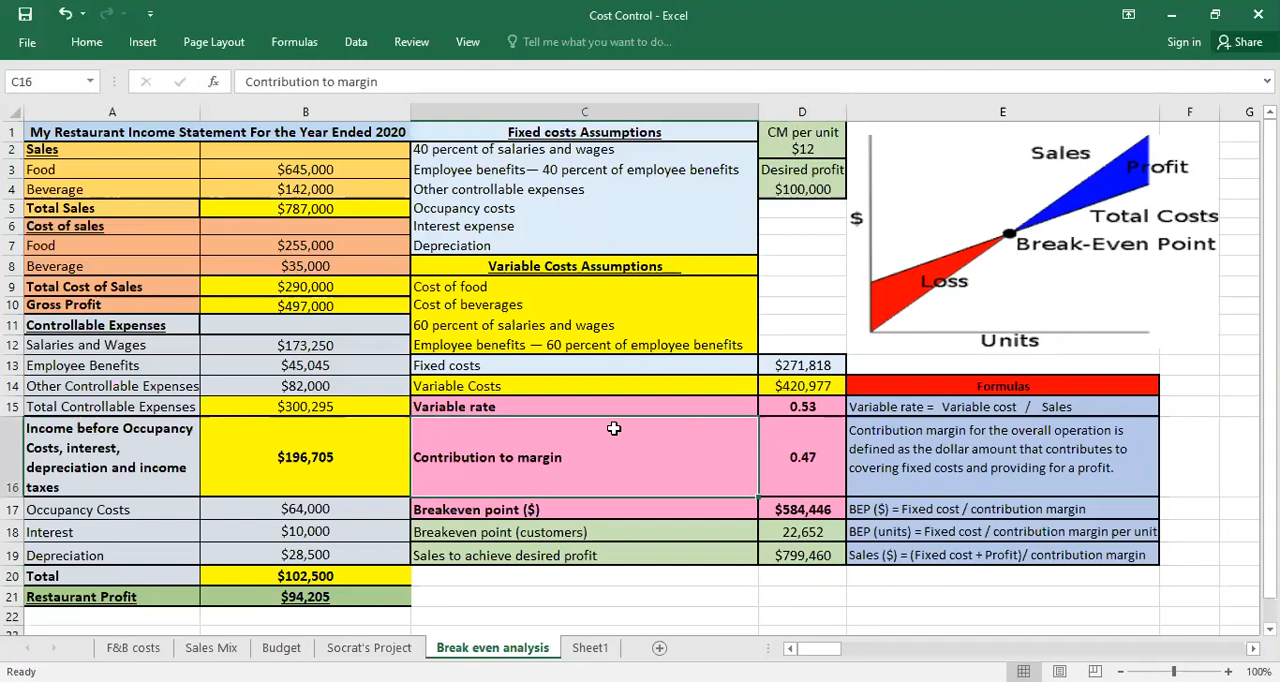 Cost Control - Excel
File Home Insert Page Layout Formulas Data Review View Tell me what you want to do... Sign in Share
C16 fx Contribution to margin
A B C D E F G
1 My Restaurant Income Statement For the Year Ended 2020 Fixed costs Assumptions CM per unit
2 Sales 40 percent of salaries and wages $12
3 Food $645,000 Employee benefits— 40 percent of employee benefits Desired profit
4 Beverage $142,000 Other controllable expenses $100,000
5 Total Sales $787,000 Occupancy costs
6 Cost of sales Interest expense
7 Food $255,000 Depreciation
8 Beverage $35,000 Variable Costs Assumptions
9 Total Cost of Sales $290,000 Cost of food
10 Gross Profit $497,000 Cost of beverages
11 Controllable Expenses 60 percent of salaries and wages
12 Salaries and Wages $173,250 Employee benefits — 60 percent of employee benefits
Sales
Profit
$
Total Costs
Break-Even Point
Loss
Units
13 Employee Benefits $45,045 Fixed costs $271,818
14 Other Controllable Expenses $82,000 Variable Costs $420,977 Formulas
15 Total Controllable Expenses $300,295 Variable rate 0.53 Variable rate = Variable cost / Sales
Income before Occupancy
Costs, interest,
depreciation and income
taxes
16 $196,705 Contribution to margin 0.47
Contribution margin for the overall operation is
defined as the dollar amount that contributes to
covering fixed costs and providing for a profit.
17 Occupancy Costs $64,000 Breakeven point ($) $584,446 BEP ($) = Fixed cost / contribution margin
18 Interest $10,000 Breakeven point (customers) 22,652 BEP (units) = Fixed cost / contribution margin per unit
19 Depreciation $28,500 Sales to achieve desired profit $799,460 Sales ($) = (Fixed cost + Profit)/ contribution margin
20 Total $102,500
21 Restaurant Profit $94,205
22
F&B costs Sales Mix Budget Socrat's Project Break even analysis Sheet1
Ready 100%